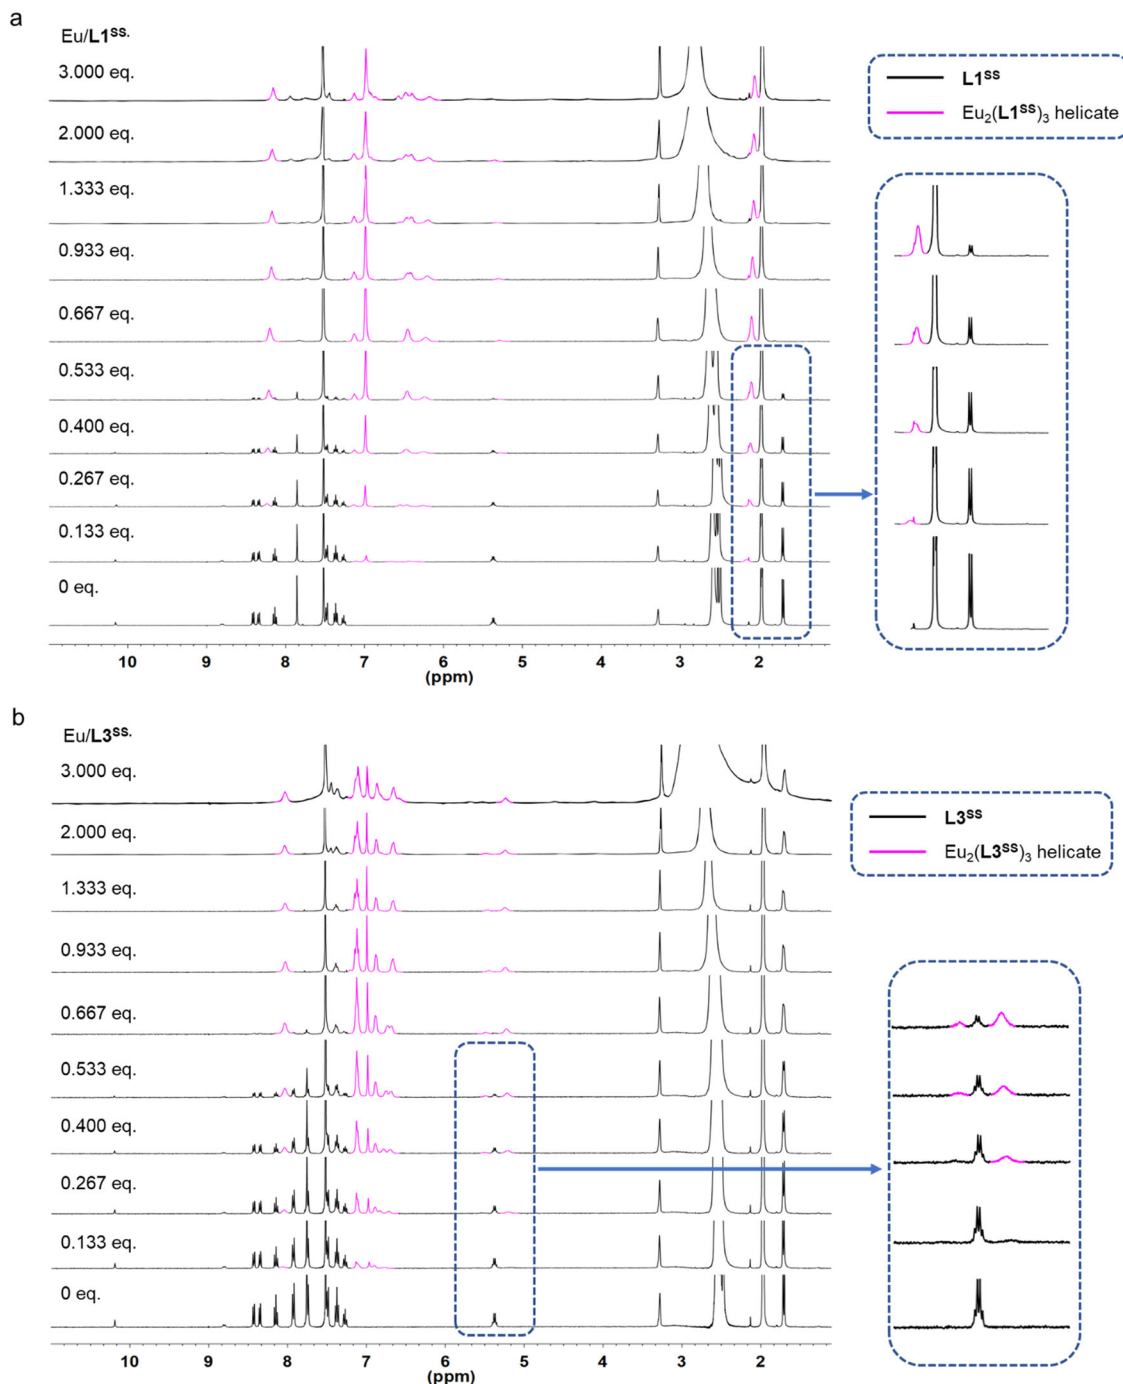 a
Eu/L1SS.
3.000 eq.
2.000 eq.
1.333 eq.
0.933 eq.
0.667 eq.
0.533 eq.
0.400 eq.
0.267 eq.
0.133 eq.
0 eq.
10 9 8 7 6 5 4 3 2
(ppm)
L1SS
Eu2(L1SS)3 helicate
b
Eu/L3SS.
3.000 eq.
2.000 eq.
1.333 eq.
0.933 eq.
0.667 eq.
0.533 eq.
0.400 eq.
0.267 eq.
0.133 eq.
0 eq.
10 9 8 7 6 5 4 3 2
(ppm)
L3SS
Eu2(L3SS)3 helicate